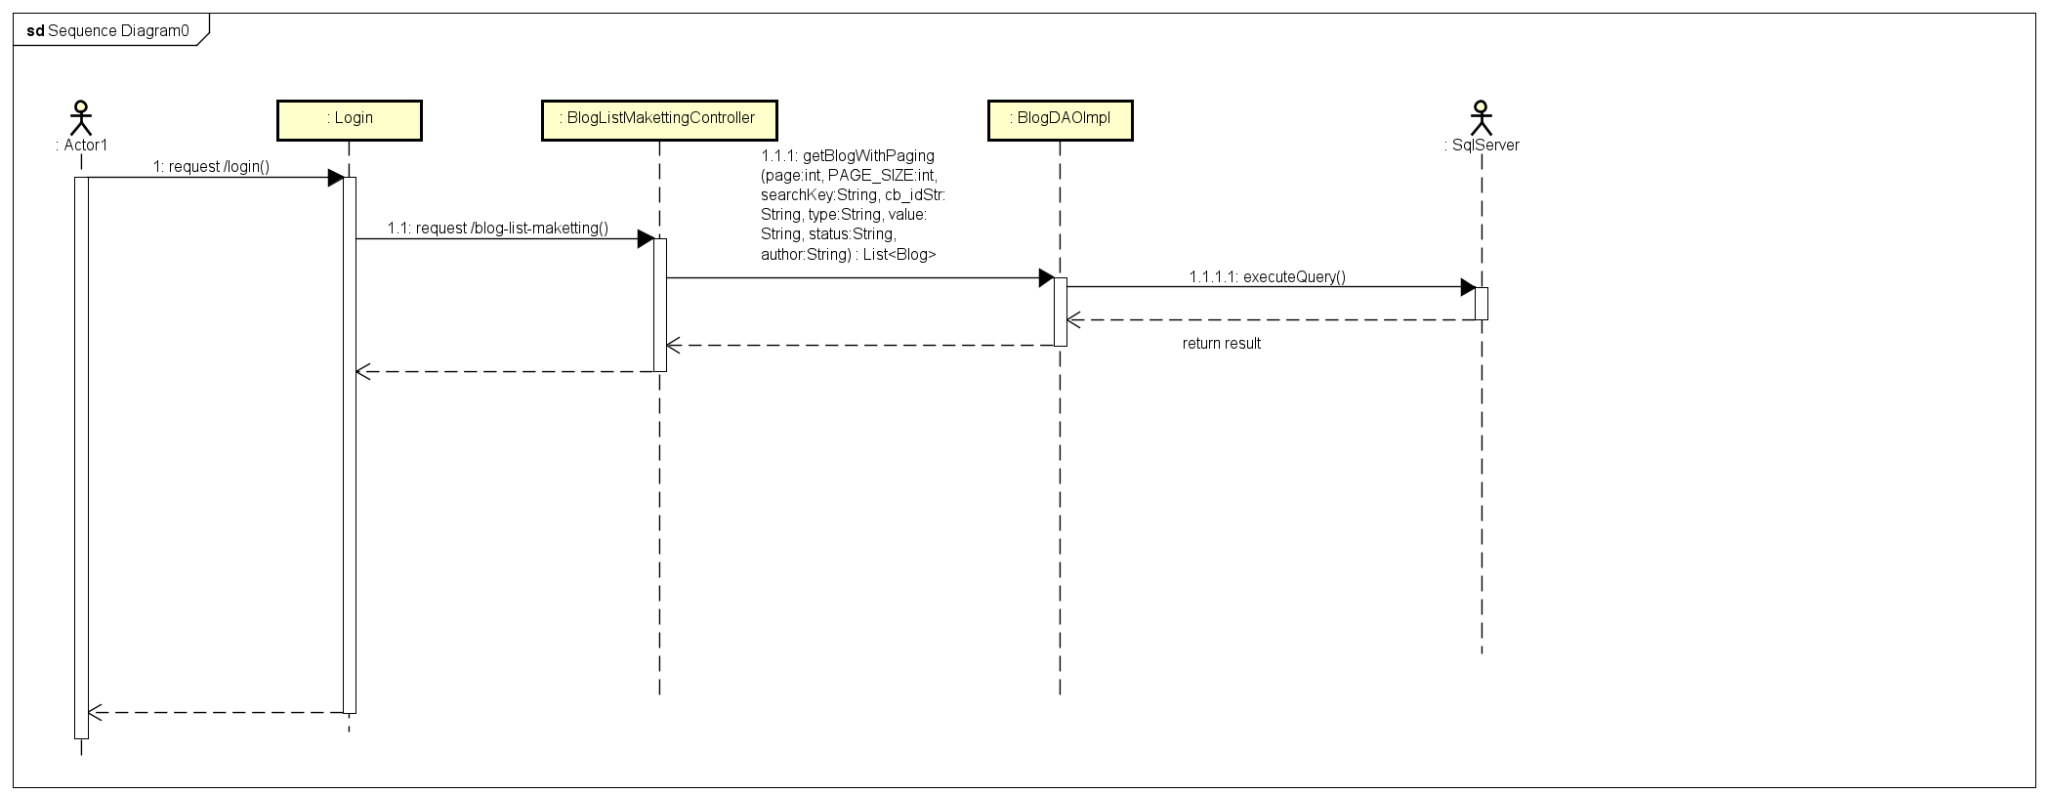 sd Sequence Diagram0
: Actor1
: Login
: BlogListMakettingController
: BlogDAOImpl
: SqlServer
1: request /login()
1.1: request /blog-list-maketting()
1.1.1: getBlogWithPaging
(page:int, PAGE_SIZE:int,
searchKey:String, cb_idStr:
String, type:String, value:
String, status:String,
author:String) : List<Blog>
1.1.1.1: executeQuery()
return result